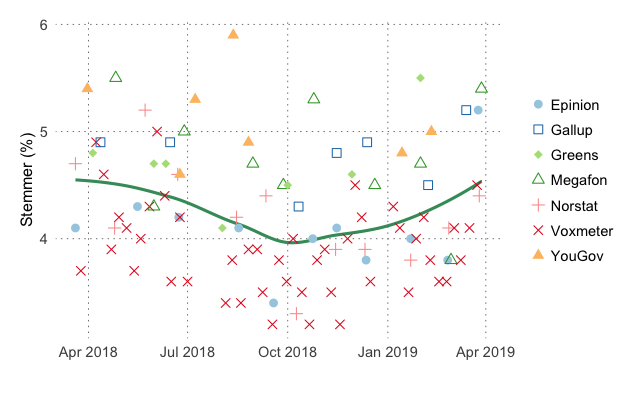 6
5
4
Stemmer (%)
Apr 2018
Jul 2018
Oct 2018
Jan 2019
Apr 2019
Epinion
Gallup
Greens
Megafon
Norstat
Voxmeter
YouGov